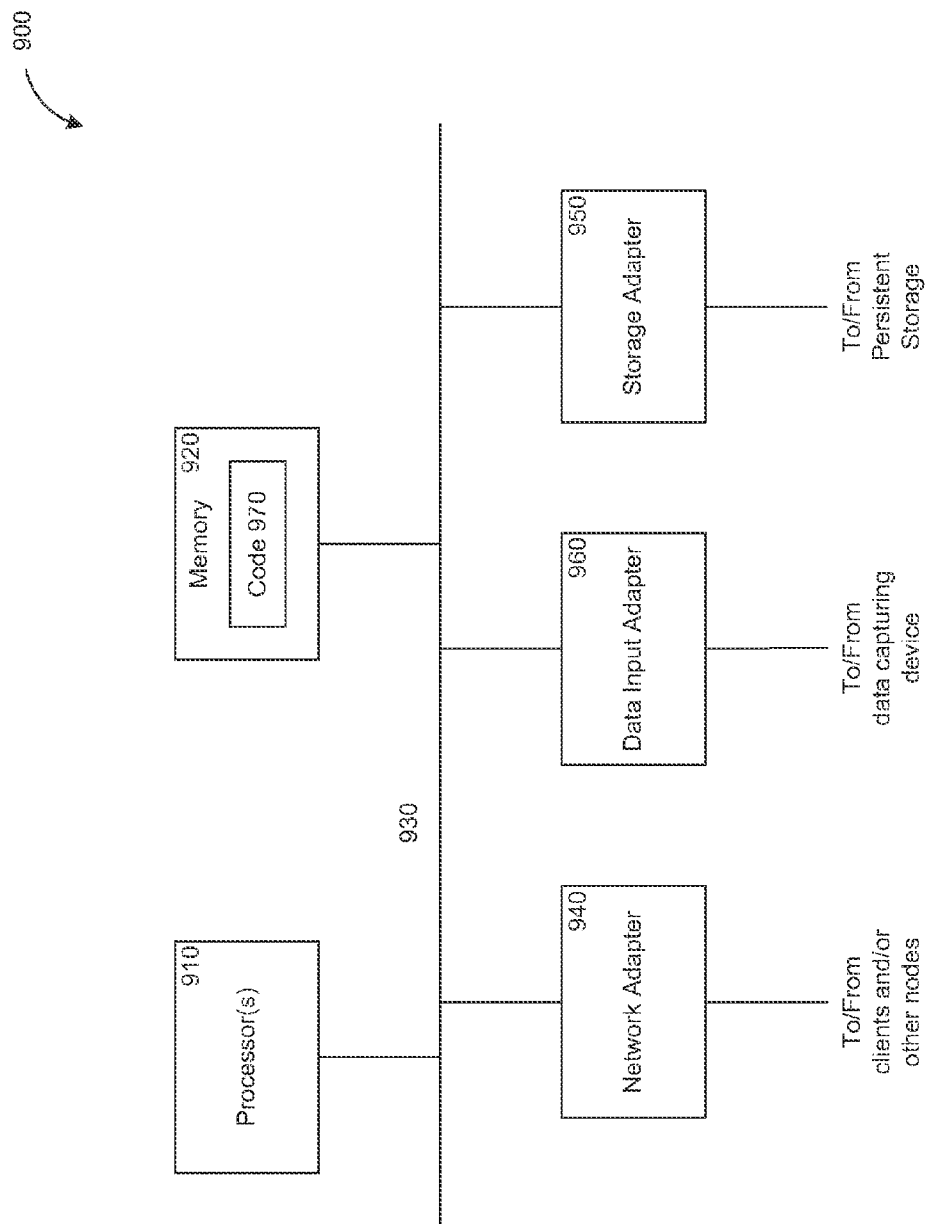 900
910
Processor(s)
920
Memory
Code 970
930
940
Network Adapter
960
Data Input Adapter
950
Storage Adapter
To/From
clients and/or
other nodes
To/From
data capturing
device
To/From
Persistent
Storage